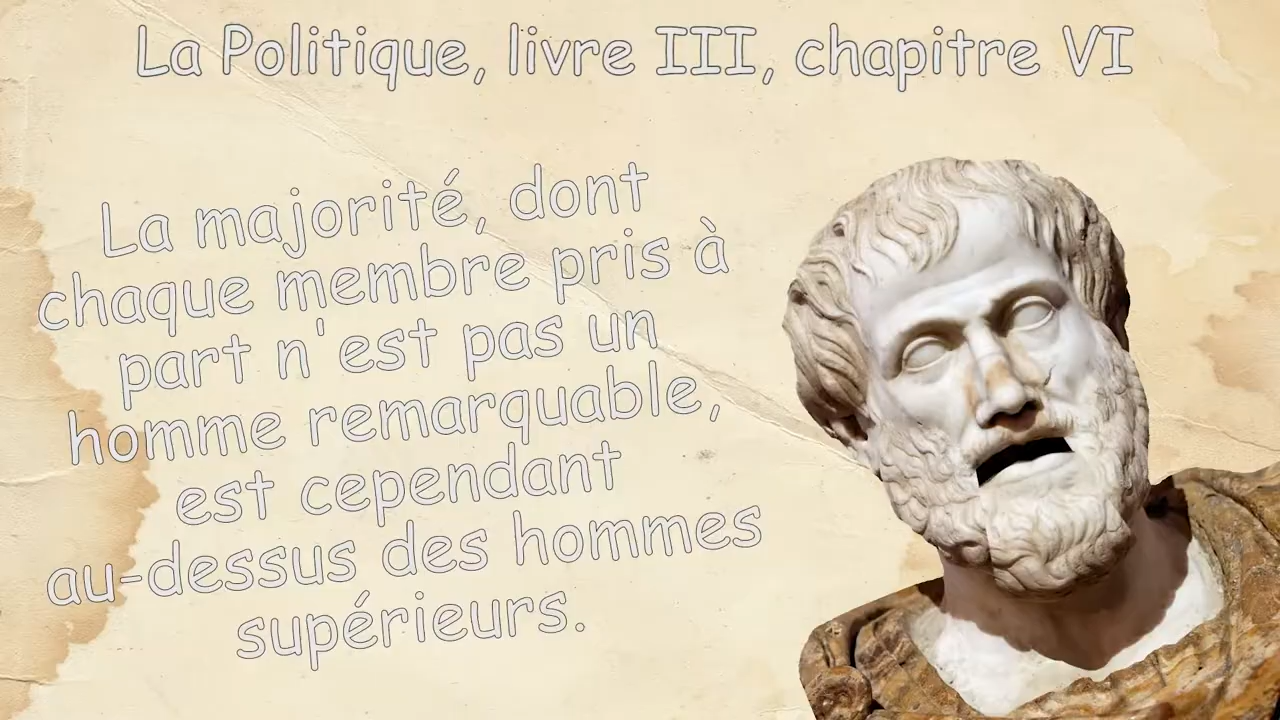 La Politique, livre III, chapitre VI
La majorité, dont
chaque membre pris à
part n'est pas un
homme remarquable,
est cependant
au-dessus des hommes
supérieurs.